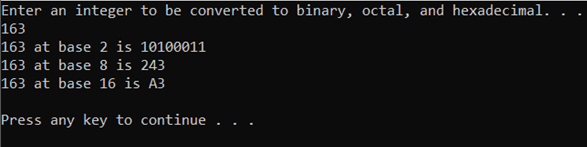 Enter an integer to be converted to binary, octal, and hexadecimal. . .
163
163 at base 2 is 10100011
163 at base 8 is 243
163 at base 16 is A3
Press any key to continue . . .